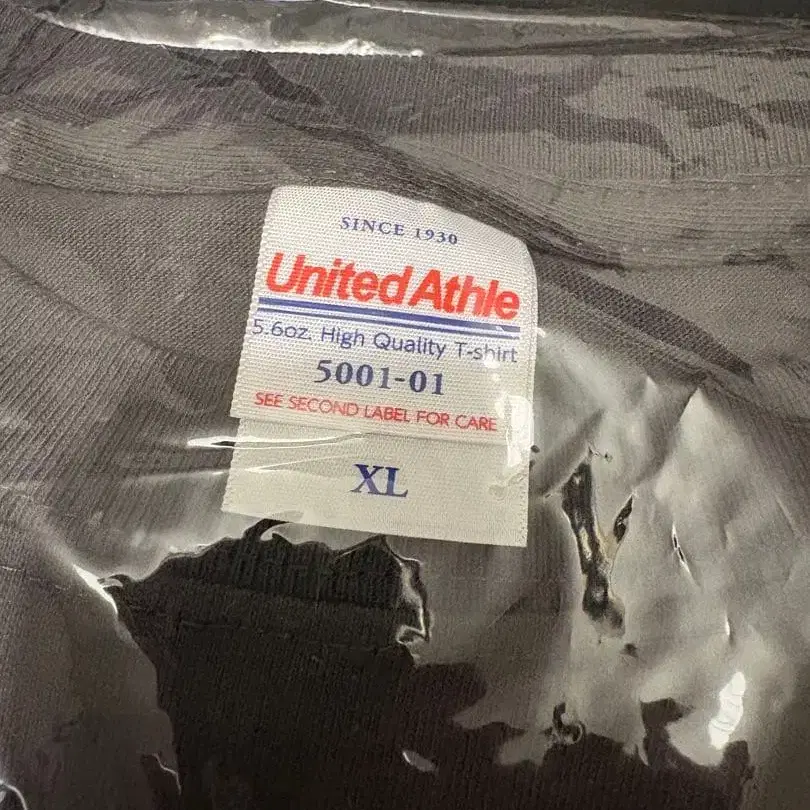 SINCE 1930
United Athle
5.6oz. High Quality T-shirt
5001-01
SEE SECOND LABEL FOR CARE
XL